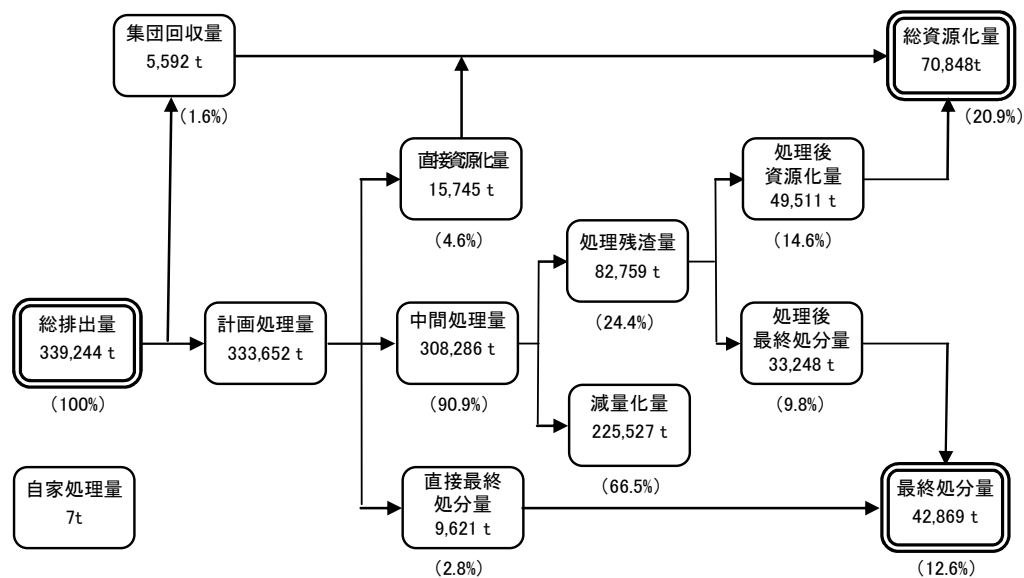 集団回収量
5,592 t
(1.6%)
総資源化量
70,848t
(20.9%)
直接資源化量
15,745 t
(4.6%)
処理後
資源化量
49,511 t
(14.6%)
処理残渣量
82,759 t
(24.4%)
総排出量
339,244 t
(100%)
計画処理量
333,652 t
中間処理量
308,286 t
(90.9%)
処理後
最終処分量
33,248 t
(9.8%)
減量化量
225,527 t
(66.5%)
自家処理量
7t
直接最終
処分量
9,621 t
(2.8%)
最終処分量
42,869 t
(12.6%)